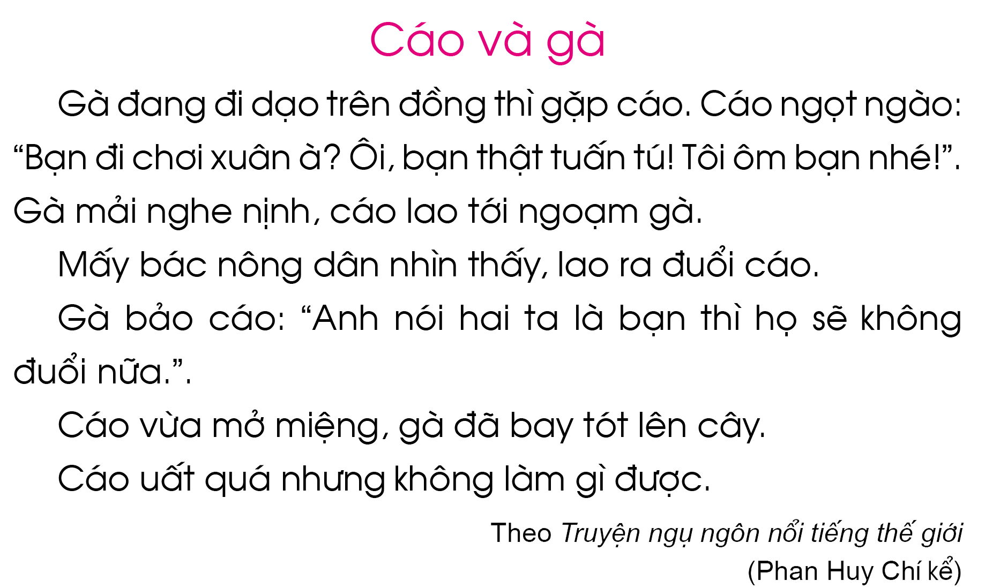 Cáo và gà
Gà đang đi dạo trên đồng thì gặp cáo. Cáo ngọt ngào:
“Bạn đi chơi xuân à? Ôi, bạn thật tuấn tú! Tôi ôm bạn nhé!”.
Gà mải nghe nịnh, cáo lao tới ngoạm gà.
Mấy bác nông dân nhìn thấy, lao ra đuổi cáo.
Gà bảo cáo: “Anh nói hai ta là bạn thì họ sẽ không
đuổi nữa.”.
Cáo vừa mở miệng, gà đã bay tót lên cây.
Cáo uất quá nhưng không làm gì được.
Theo Truyện ngụ ngôn nổi tiếng thế giới
(Phan Huy Chí kể)